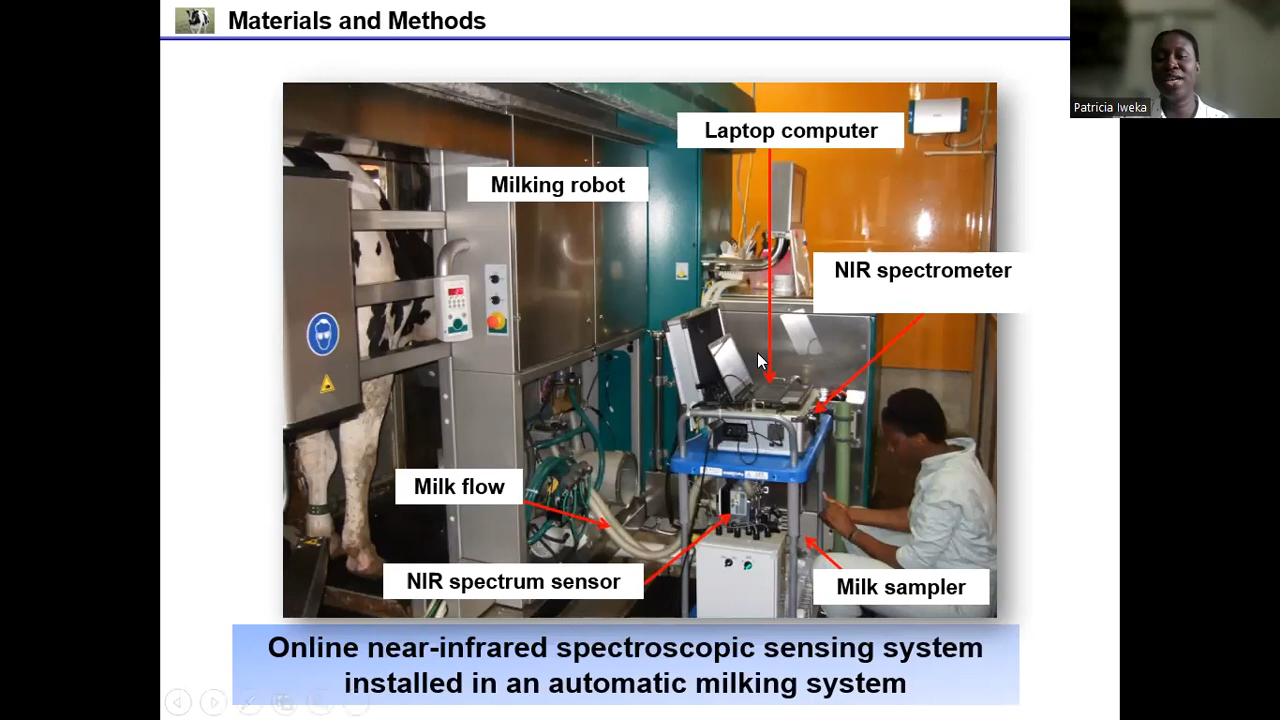 Materials and Methods
Patricia Iweka
Laptop computer
Milking robot
NIR spectrometer
Milk flow
NIR spectrum sensor
Milk sampler
Online near-infrared spectroscopic sensing system
installed in an automatic milking system